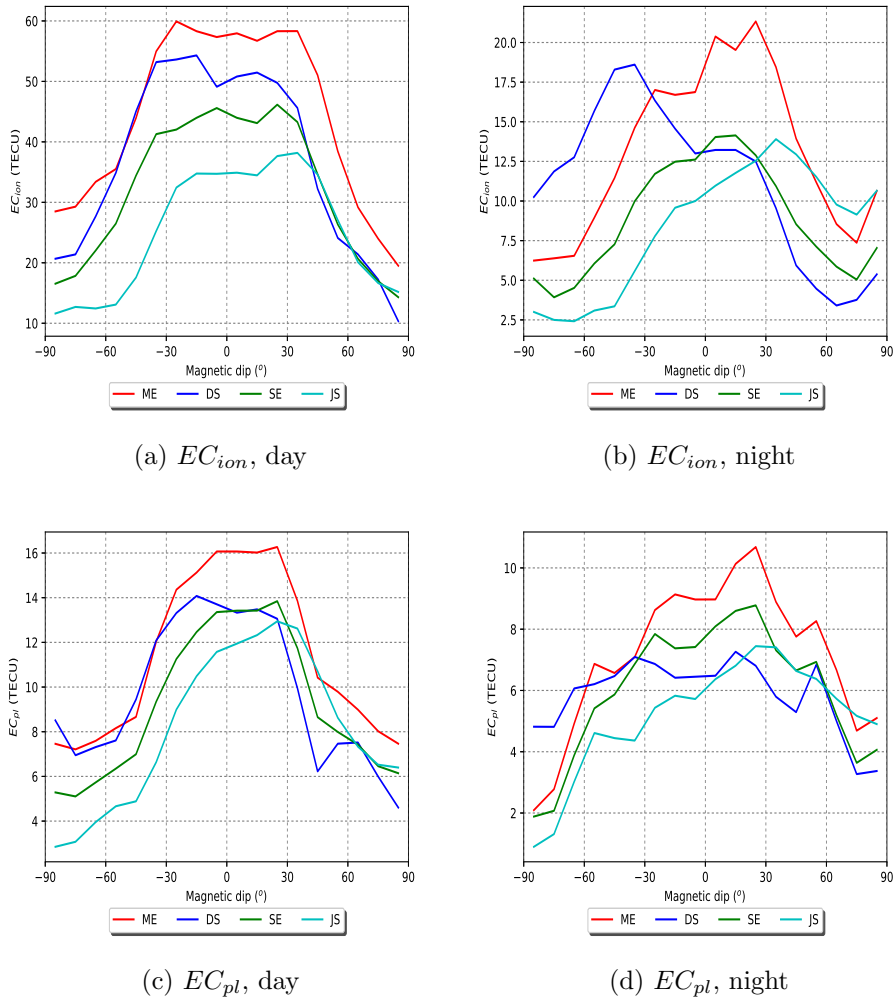 60
50
40
30
20
10
EC_ion (TECU)
−90 −60 −30 0 30 60 90
Magnetic dip (°)
ME DS SE JS
(a) EC_ion, day
20.0
17.5
15.0
12.5
10.0
7.5
5.0
2.5
EC_ion (TECU)
−90 −60 −30 0 30 60 90
Magnetic dip (°)
ME DS SE JS
(b) EC_ion, night
16
14
12
10
8
6
4
EC_pl (TECU)
−90 −60 −30 0 30 60 90
Magnetic dip (°)
ME DS SE JS
(c) EC_pl, day
10
8
6
4
2
EC_pl (TECU)
−90 −60 −30 0 30 60 90
Magnetic dip (°)
ME DS SE JS
(d) EC_pl, night